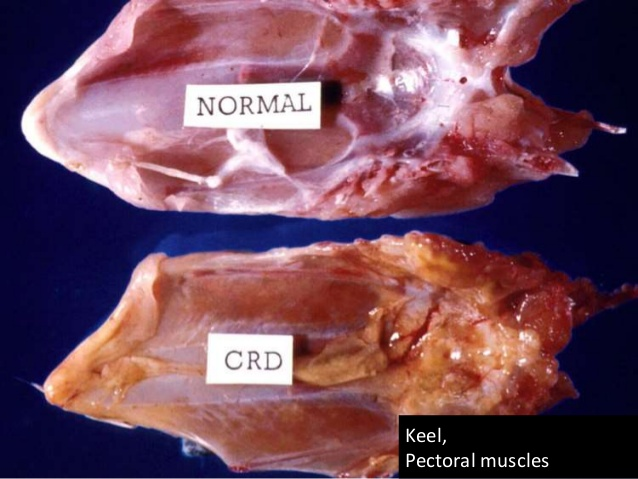 NORMAL
CRD
Keel,
Pectoral muscles